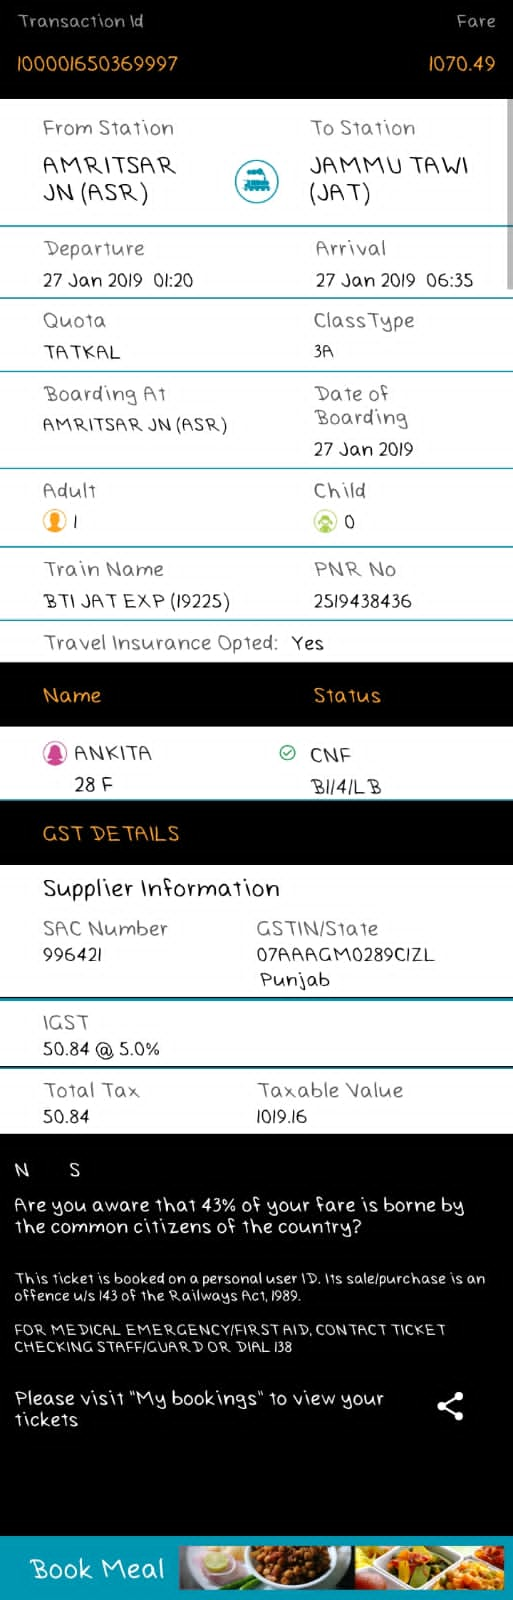 Transaction Id Fare
100001650369997 1070.49
From Station To Station
AMRITSAR JAMMU TAWI
JN (ASR) (JAT)
Departure Arrival
27 Jan 2019 01:20 27 Jan 2019 06:35
Quota ClassType
TATKAL 3A
Boarding At Date of
Boarding
AMRITSAR JN (ASR)
27 Jan 2019
Adult Child
1 0
Train Name PNR No
BTI JAT EXP (19225) 2519438436
Travel Insurance Opted: Yes
Name Status
ANKITA CNF
28 F B1/41/LB
GST DETAILS
Supplier Information
SAC Number GSTIN/State
996421 07AAAGM0289C1ZL
Punjab
IGST
50.84 @ 5.0%
Total Tax Taxable Value
50.84 1019.16
N S
Are you aware that 43% of your fare is borne by
the common citizens of the country?
This ticket is booked on a personal user ID. Its sale/purchase is an
offence u/s 143 of the Railways Act, 1989.
FOR MEDICAL EMERGENCY/FIRST AID, CONTACT TICKET
CHECKING STAFF/GUARD OR DIAL 138
Please visit "My bookings" to view your
tickets
Book Meal